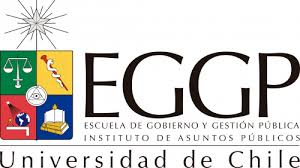 EGGP
ESCUELA DE GOBIERNO Y GESTIÓN PÚBLICA
INSTITUTO DE ASUNTOS PÚBLICOS
Universidad de Chile